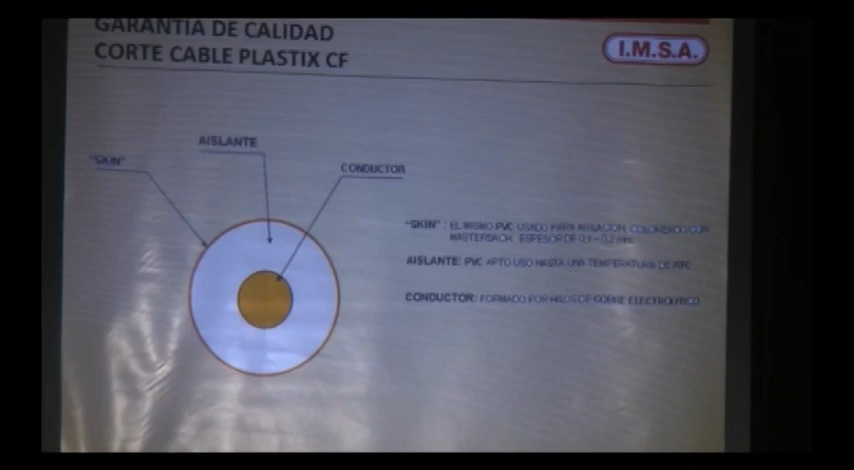 GARANTIA DE CALIDAD
CORTE CABLE PLASTIX CF
I.M.S.A.
AISLANTE
"SKIN"
CONDUCTOR
"SKIN" : EL MISMO PVC USADO PARA AISLACION, COLOREADO CON
MASTERBACH. ESPESOR DE 0,1 – 0,2 mm
AISLANTE: PVC APTO USO HASTA UNA TEMPERATURA DE 70ºC
CONDUCTOR: FORMADO POR HILOS DE COBRE ELECTROLITICO